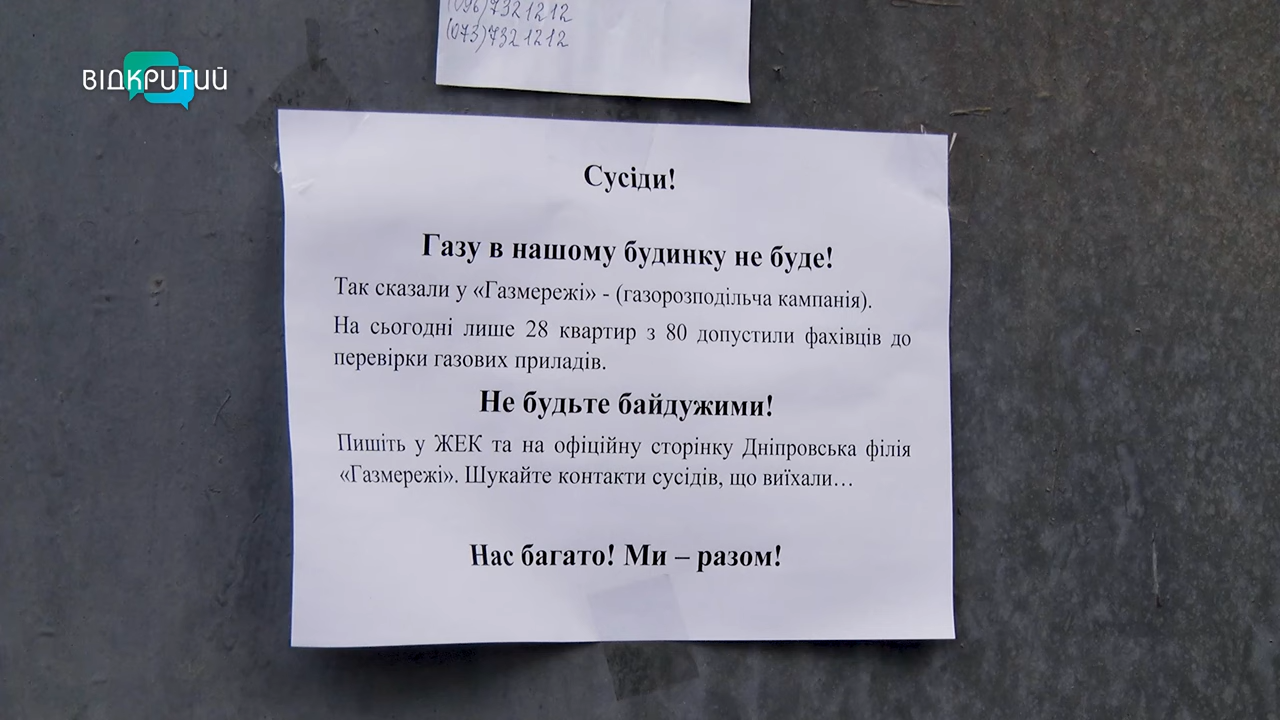 (096)7321212
(073)7321212
ВІДКРИТИЙ
Сусіди!
Газу в нашому будинку не буде!
Так сказали у «Газмережі» - (газорозподільча кампанія).
На сьогодні лише 28 квартир з 80 допустили фахівців до
перевірки газових приладів.
Не будьте байдужими!
Пишіть у ЖЕК та на офіційну сторінку Дніпровська філія
«Газмережі». Шукайте контакти сусідів, що виїхали…
Нас багато! Ми – разом!